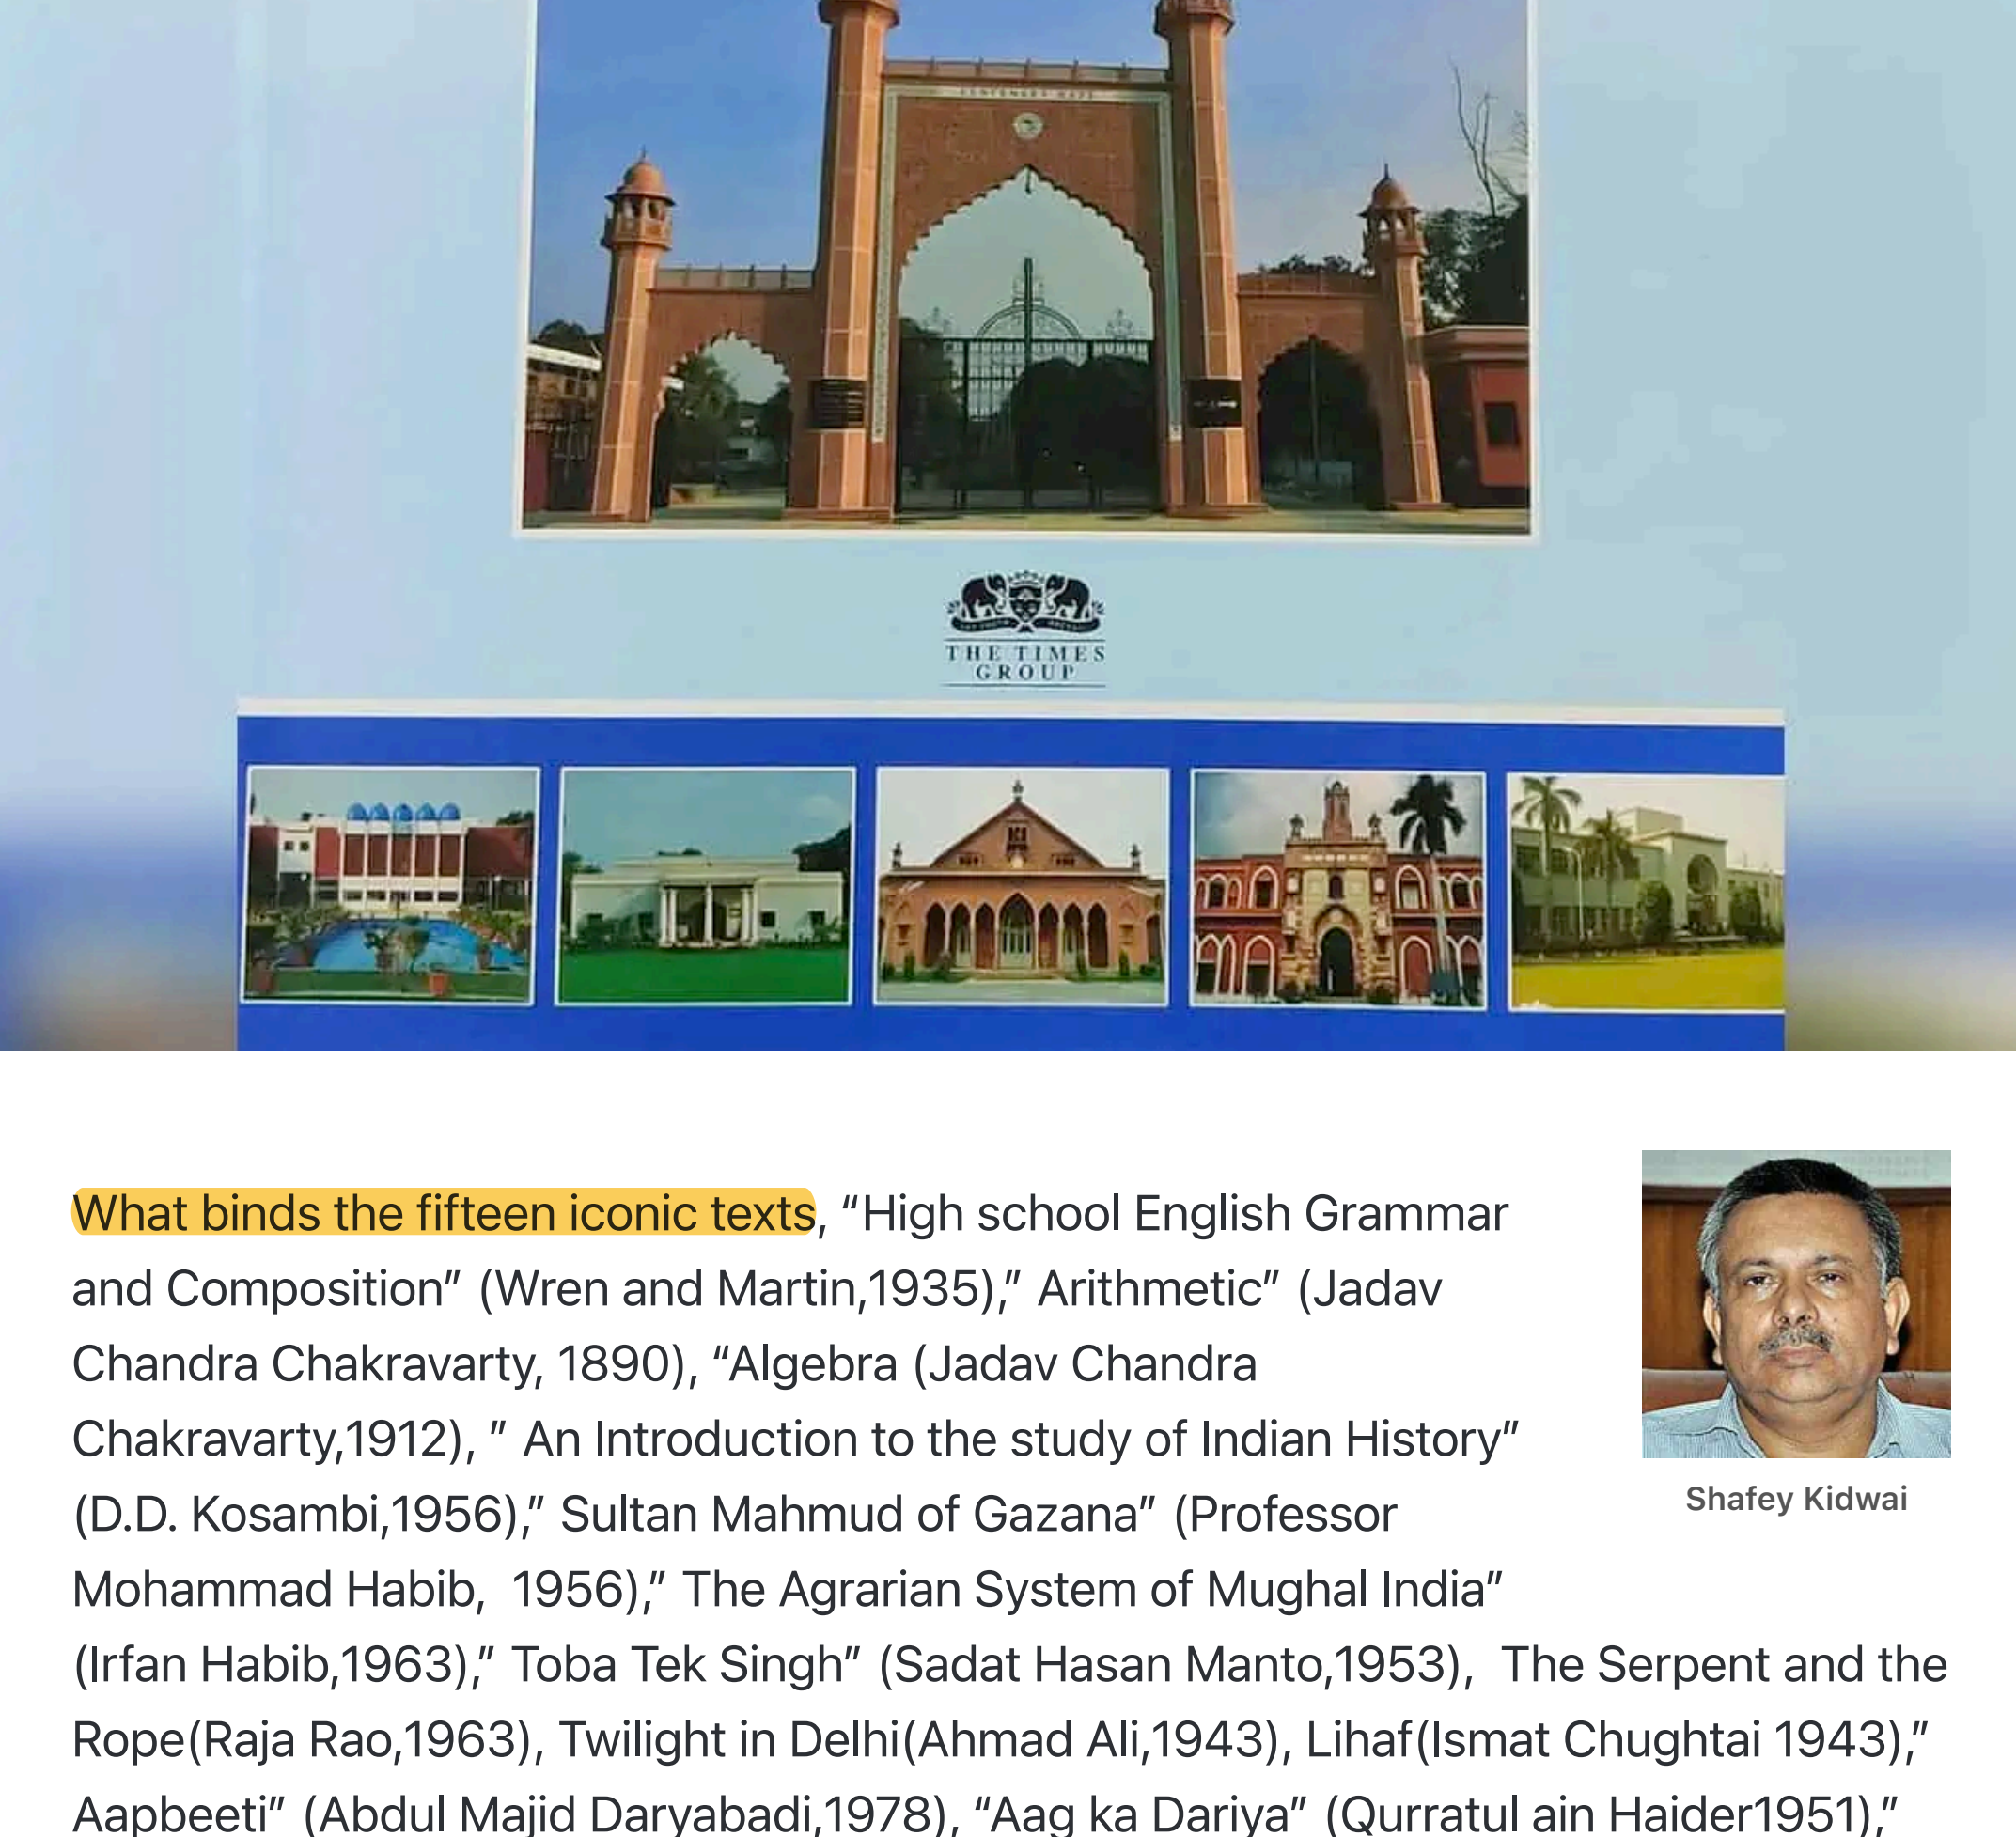 CENTENARY GATE
THE TIMES
GROUP
What binds the fifteen iconic texts, “High school English Grammar
and Composition” (Wren and Martin,1935),” Arithmetic” (Jadav
Chandra Chakravarty, 1890), “Algebra (Jadav Chandra
Chakravarty,1912), ” An Introduction to the study of Indian History”
(D.D. Kosambi,1956),” Sultan Mahmud of Gazana” (Professor
Mohammad Habib,  1956),” The Agrarian System of Mughal India”
(Irfan Habib,1963),” Toba Tek Singh” (Sadat Hasan Manto,1953),  The Serpent and the
Rope(Raja Rao,1963), Twilight in Delhi(Ahmad Ali,1943), Lihaf(Ismat Chughtai 1943),”
Aapbeeti” (Abdul Majid Daryabadi,1978), “Aag ka Dariya” (Qurratul ain Haider1951),”
Shafey Kidwai